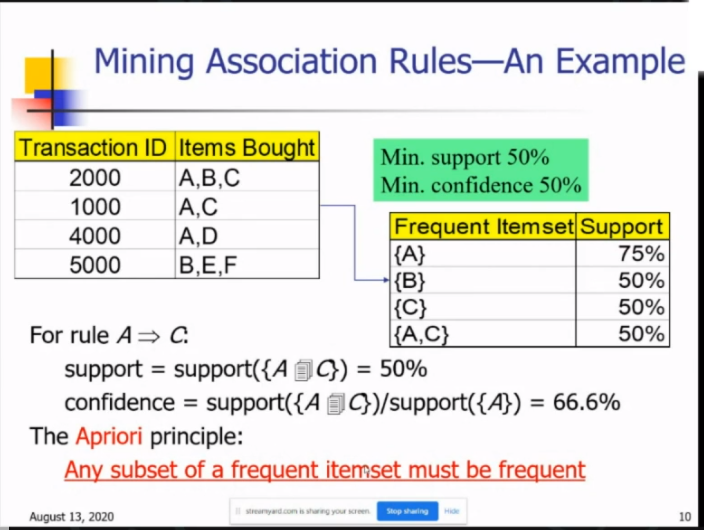 Mining Association Rules—An Example
Transaction ID Items Bought
2000 A,B,C
1000 A,C
4000 A,D
5000 B,E,F
Min. support 50%
Min. confidence 50%
Frequent Itemset Support
{A} 75%
{B} 50%
{C} 50%
{A,C} 50%
For rule A ⇒ C:
support = support({A 🗐 C}) = 50%
confidence = support({A 🗐 C})/support({A}) = 66.6%
The Apriori principle:
Any subset of a frequent itemset must be frequent
August 13, 2020
streamyard.com is sharing your screen.
Stop sharing
Hide
10